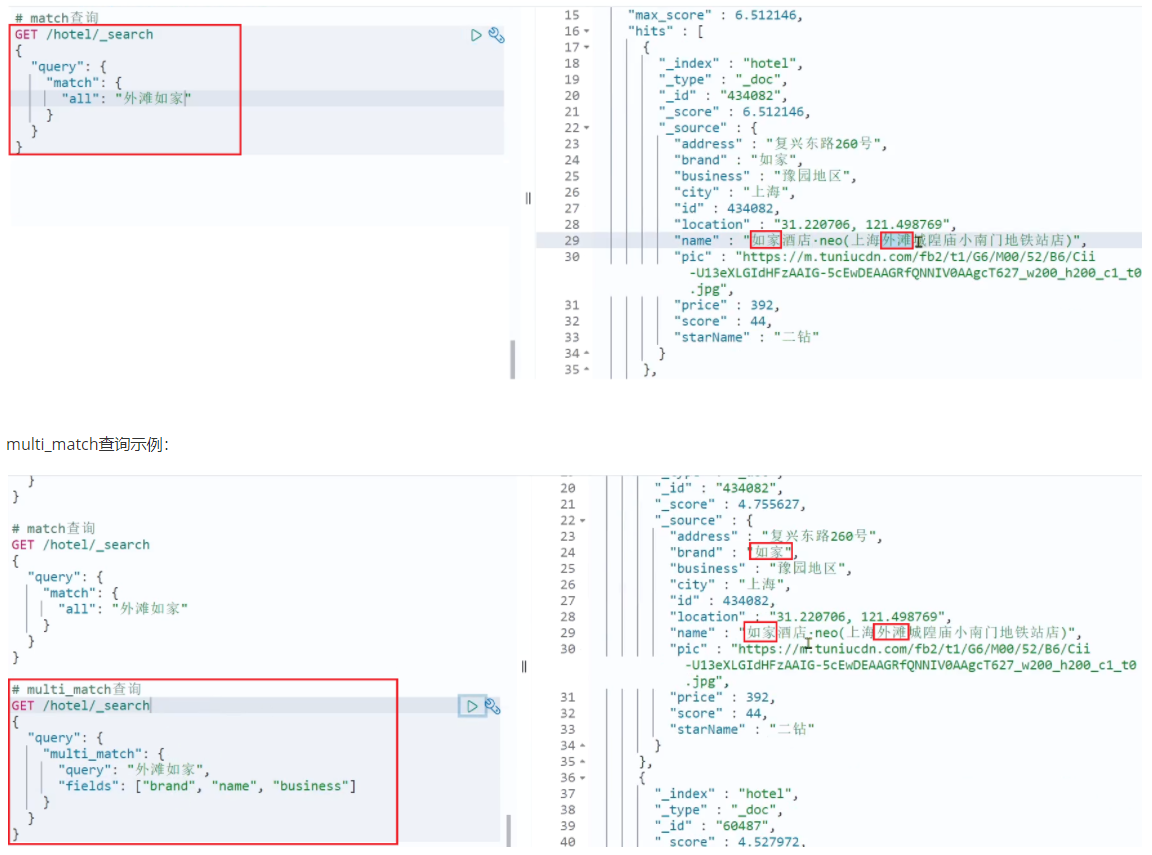 # match查询
GET /hotel/_search
{
  "query": {
    "match": {
      "all": "外滩如家"
    }
  }
}
15 "max_score" : 6.512146,
16 "hits" : [
17 {
18 "_index" : "hotel",
19 "_type" : "_doc",
20 "_id" : "434082",
21 "_score" : 6.512146,
22 "_source" : {
23 "address" : "复兴东路260号",
24 "brand" : "如家",
25 "business" : "豫园地区",
26 "city" : "上海",
27 "id" : 434082,
28 "location" : "31.220706, 121.498769",
29 "name" : "如家酒店·neo(上海外滩城隍庙小南门地铁站店)",
30 "pic" : "https://m.tuniucdn.com/fb2/t1/G6/M00/52/B6/Cii
-U13eXLGIdHFzAAIG-5cEwDEAAGRfQNNIV0AAgcT627_w200_h200_c1_t0
.jpg",
31 "price" : 392,
32 "score" : 44,
33 "starName" : "二钻"
34 }
35 },
multi_match查询示例：
}
}
# match查询
GET /hotel/_search
{
  "query": {
    "match": {
      "all": "外滩如家"
    }
  }
}
# multi_match查询
GET /hotel/_search
{
  "query": {
    "multi_match": {
      "query": "外滩如家",
      "fields": ["brand", "name", "business"]
    }
  }
}
20 "_id" : "434082",
21 "_score" : 4.755627,
22 "_source" : {
23 "address" : "复兴东路260号",
24 "brand" : "如家",
25 "business" : "豫园地区",
26 "city" : "上海",
27 "id" : 434082,
28 "location" : "31.220706, 121.498769",
29 "name" : "如家酒店·neo(上海外滩城隍庙小南门地铁站店)",
30 "pic" : "https://m.tuniucdn.com/fb2/t1/G6/M00/52/B6/Cii
-U13eXLGIdHFzAAIG-5cEwDEAAGRfQNNIV0AAgcT627_w200_h200_c1_t0
.jpg",
31 "price" : 392,
32 "score" : 44,
33 "starName" : "二钻"
34 }
35 },
36 {
37 "_index" : "hotel",
38 "_type" : "_doc",
39 "_id" : "60487",
40 "_score" : 4.527972,